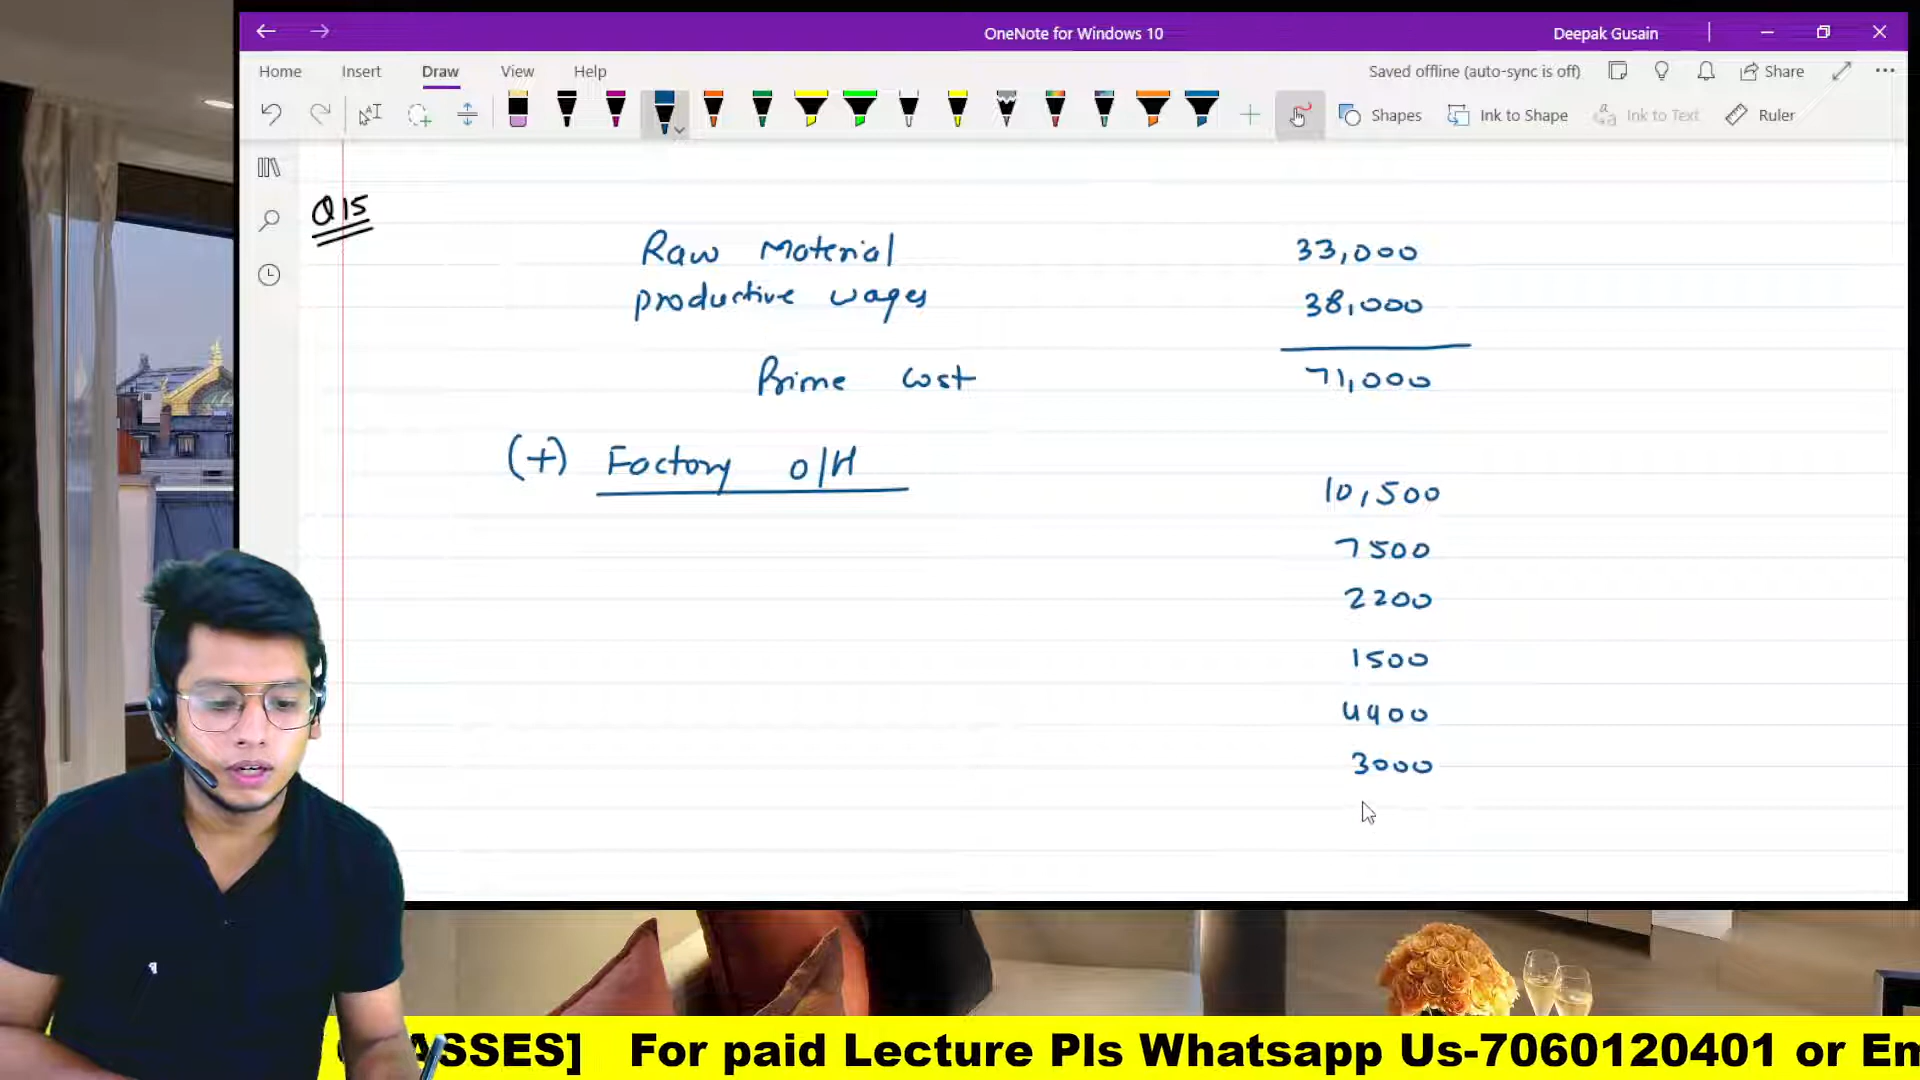 OneNote for Windows 10
Deepak Gusain
Home Insert Draw View Help
Saved offline (auto-sync is off) Share
Shapes Ink to Shape Ink to Text Ruler
Q15
Raw Material 33,000
productive wages 38,000
Prime cost 71,000
(+) Factory O/H
10,500
7500
2200
1500
4400
3000
ASSES] For paid Lecture Pls Whatsapp Us-7060120401 or Em